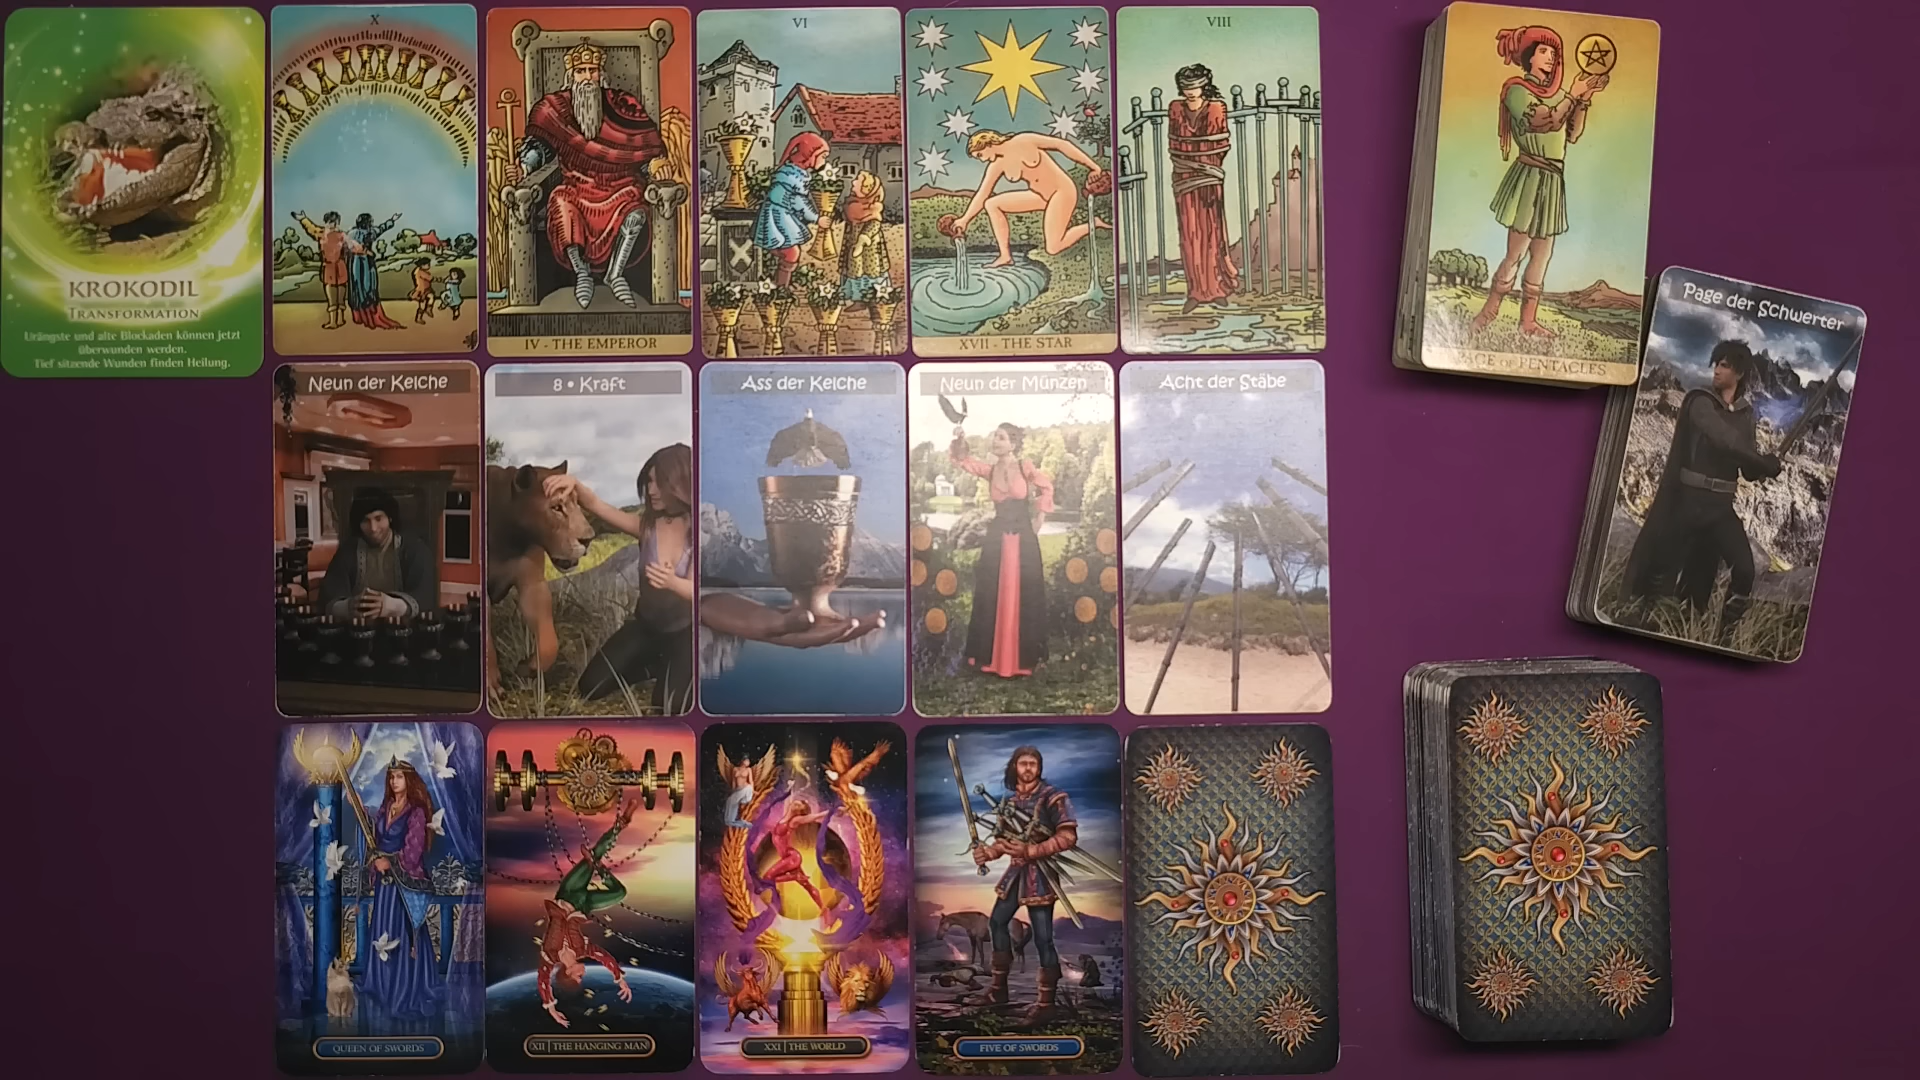 KROKODIL
TRANSFORMATION
Urängste und alte Blockaden können jetzt
überwunden werden.
Tief sitzende Wunden finden Heilung.
X
IV - THE EMPEROR
VI
XVII - THE STAR
VIII
OF PENTACLES
Page der Schwerter
Neun der Kelche
8 • Kraft
Ass der Kelche
Neun der Münzen
Acht der Stäbe
QUEEN OF SWORDS
XII | THE HANGING MAN
XXI | THE WORLD
FIVE OF SWORDS